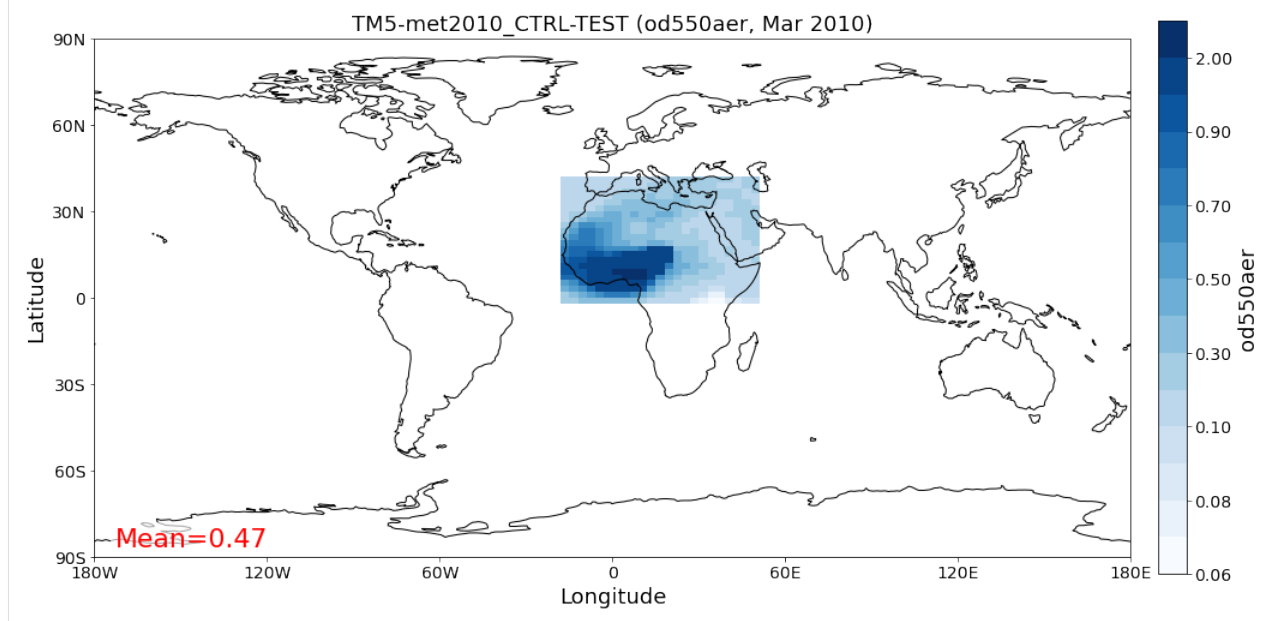 TM5-met2010_CTRL-TEST (od550aer, Mar 2010)
90N
60N
30N
0
30S
60S
90S
Latitude
Mean=0.47
180W
120W
60W
0
60E
120E
180E
Longitude
2.00
0.90
0.70
0.50
0.30
0.10
0.08
0.06
od550aer